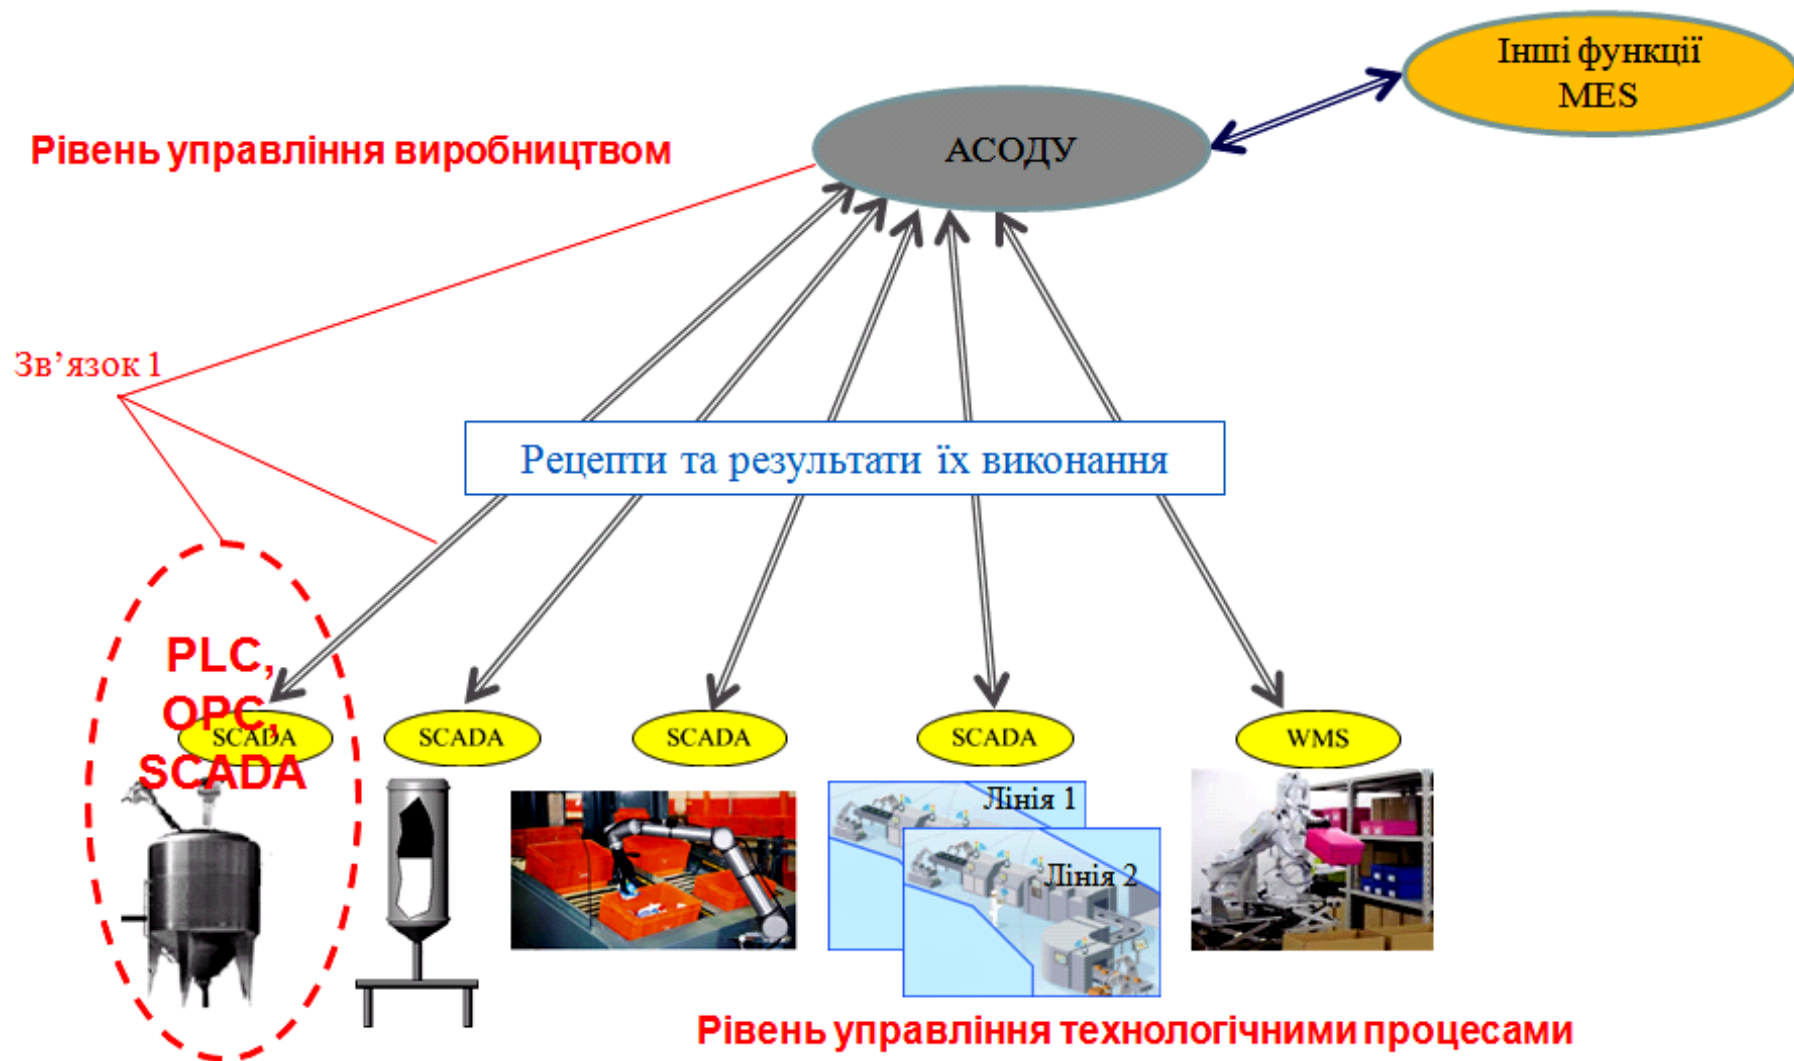 Інші функції
MES
АСОДУ
Рівень управління виробництвом
Зв’язок 1
Рецепти та результати їх виконання
PLC,
OPC,
SCADA
SCADA
SCADA
SCADA
SCADA
WMS
Лінія 1
Лінія 2
Рівень управління технологічними процесами